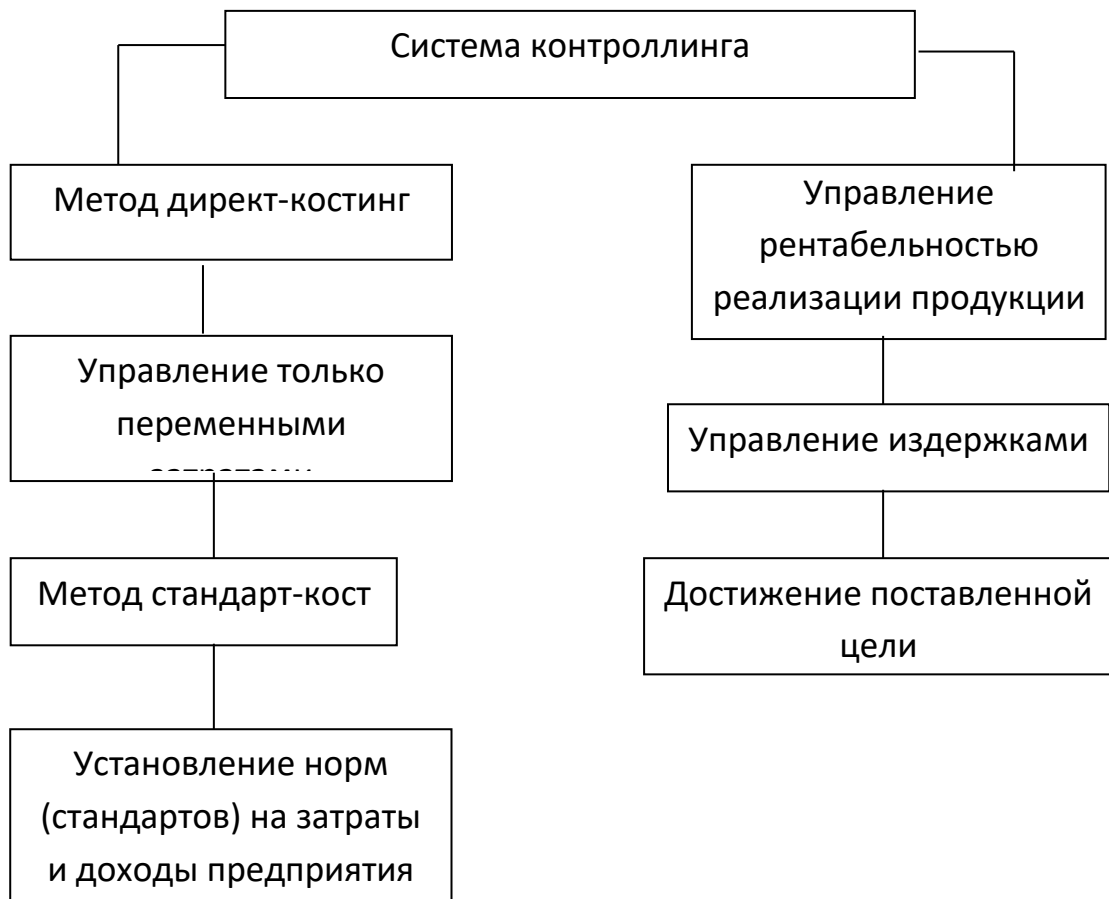 Система контроллинга
Метод директ-костинг
Управление только
переменными
затратами
Метод стандарт-кост
Установление норм
(стандартов) на затраты
и доходы предприятия
Управление
рентабельностью
реализации продукции
Управление издержками
Достижение поставленной
цели